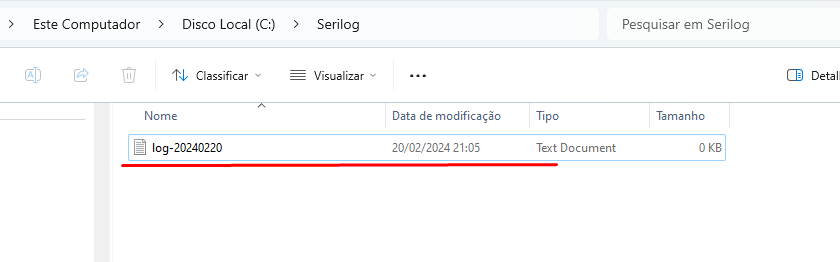 Este Computador > Disco Local (C:) > Serilog
Pesquisar em Serilog
Classificar Visualizar ... Detal
Nome Data de modificação Tipo Tamanho
log-20240220 20/02/2024 21:05 Text Document 0 KB